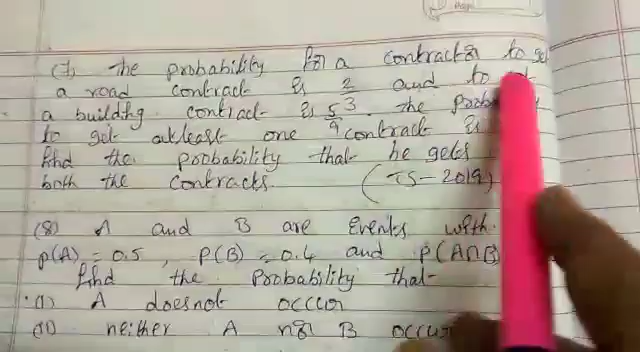 (7) The probability for a contractor to get
a road contract is 2/3 and to
a building contract is 5/9. The
to get atleast one contract is
find the probability that he gets
both the contracts. (TS-2019)
(8) A and B are Events with
P(A) = 0.5, P(B) = 0.4 and P(A∩B)
find the Probability that
(i) A doesnot occcur
(ii) neither A nor B occur